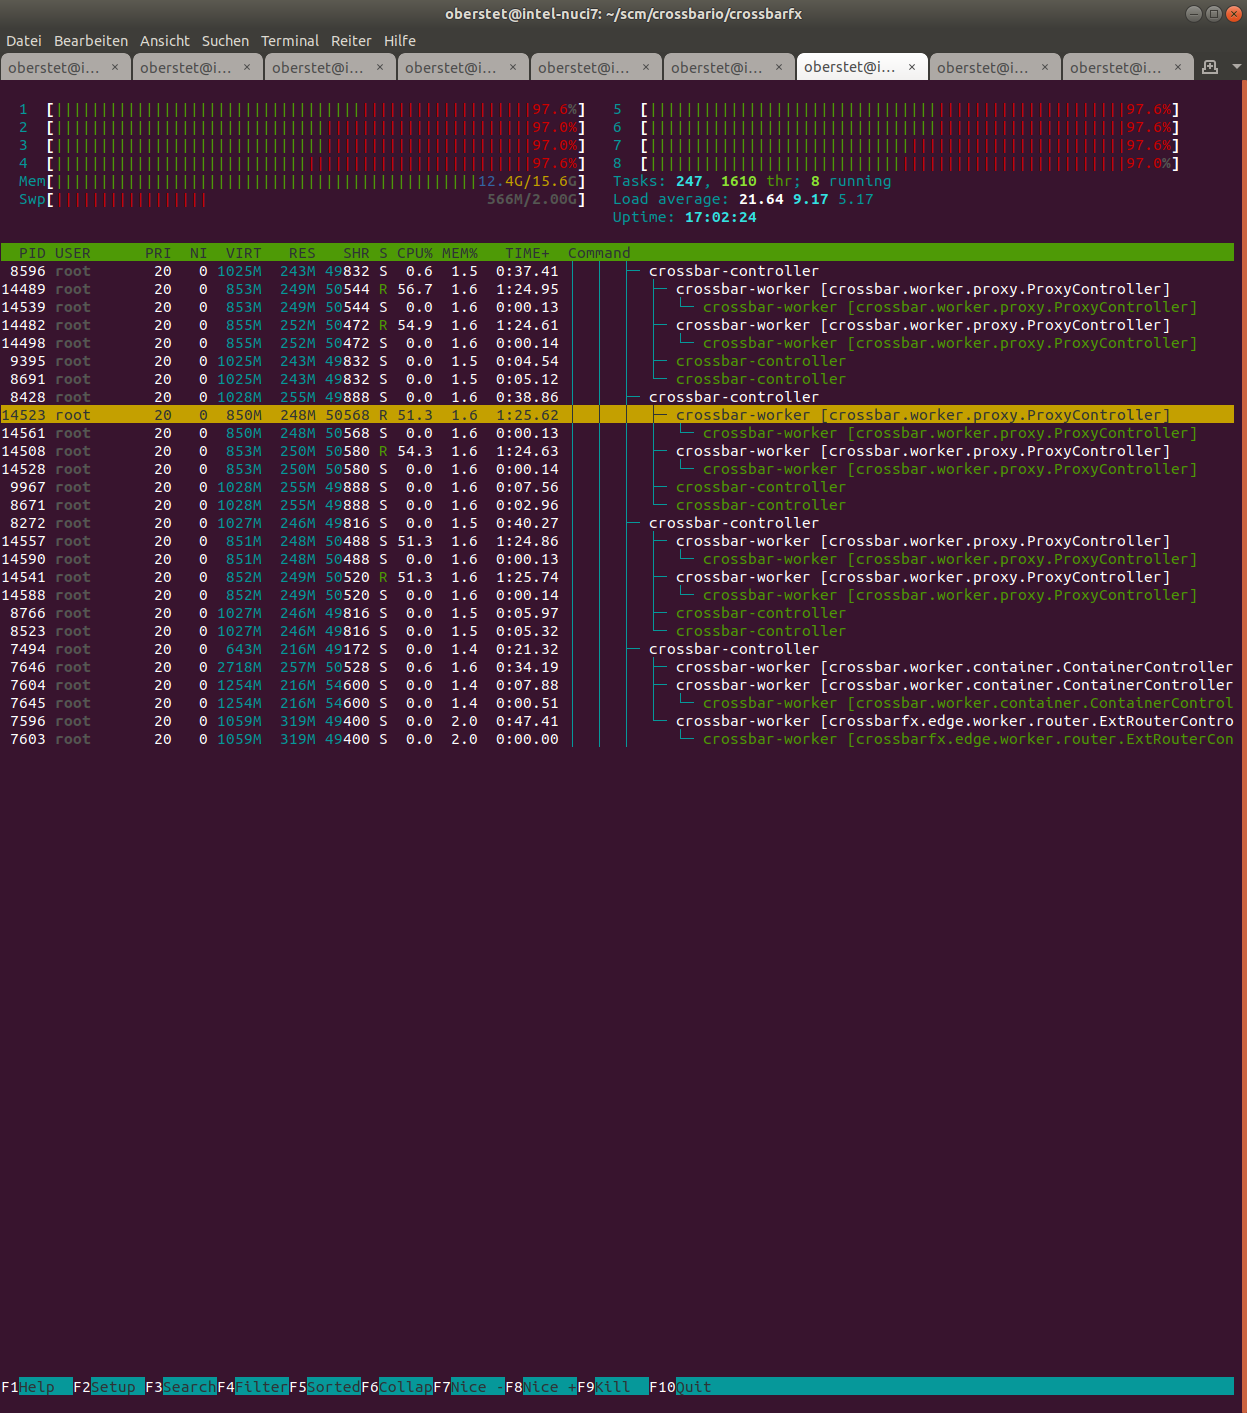 oberstet@intel-nuci7: ~/scm/crossbario/crossbarfx
Datei Bearbeiten Ansicht Suchen Terminal Reiter Hilfe
oberstet@i... × oberstet@i... × oberstet@i... × oberstet@i... × oberstet@i... × oberstet@i... × oberstet@i... × oberstet@i... × oberstet@i... ×
1 [97.6%] 5 [97.6%]
2 [97.0%] 6 [97.6%]
3 [97.0%] 7 [97.6%]
4 [97.6%] 8 [97.0%]
Mem[12.4G/15.6G] Tasks: 247, 1610 thr; 8 running
Swp[566M/2.00G] Load average: 21.64 9.17 5.17
Uptime: 17:02:24
PID USER PRI NI VIRT RES SHR S CPU% MEM% TIME+ Command
8596 root 20 0 1025M 243M 49832 S 0.6 1.5 0:37.41 crossbar-controller
14489 root 20 0 853M 249M 50544 R 56.7 1.6 1:24.95 crossbar-worker [crossbar.worker.proxy.ProxyController]
14539 root 20 0 853M 249M 50544 S 0.0 1.6 0:00.13 crossbar-worker [crossbar.worker.proxy.ProxyController]
14482 root 20 0 855M 252M 50472 R 54.9 1.6 1:24.61 crossbar-worker [crossbar.worker.proxy.ProxyController]
14498 root 20 0 855M 252M 50472 S 0.0 1.6 0:00.14 crossbar-worker [crossbar.worker.proxy.ProxyController]
9395 root 20 0 1025M 243M 49832 S 0.0 1.5 0:04.54 crossbar-controller
8691 root 20 0 1025M 243M 49832 S 0.0 1.5 0:05.12 crossbar-controller
8428 root 20 0 1028M 255M 49888 S 0.0 1.6 0:38.86 crossbar-controller
14523 root 20 0 850M 248M 50568 R 51.3 1.6 1:25.62 crossbar-worker [crossbar.worker.proxy.ProxyController]
14561 root 20 0 850M 248M 50568 S 0.0 1.6 0:00.13 crossbar-worker [crossbar.worker.proxy.ProxyController]
14508 root 20 0 853M 250M 50580 R 54.3 1.6 1:24.63 crossbar-worker [crossbar.worker.proxy.ProxyController]
14528 root 20 0 853M 250M 50580 S 0.0 1.6 0:00.14 crossbar-worker [crossbar.worker.proxy.ProxyController]
9967 root 20 0 1028M 255M 49888 S 0.0 1.6 0:07.56 crossbar-controller
8671 root 20 0 1028M 255M 49888 S 0.0 1.6 0:02.96 crossbar-controller
8272 root 20 0 1027M 246M 49816 S 0.0 1.5 0:40.27 crossbar-controller
14557 root 20 0 851M 248M 50488 S 51.3 1.6 1:24.86 crossbar-worker [crossbar.worker.proxy.ProxyController]
14590 root 20 0 851M 248M 50488 S 0.0 1.6 0:00.13 crossbar-worker [crossbar.worker.proxy.ProxyController]
14541 root 20 0 852M 249M 50520 R 51.3 1.6 1:25.74 crossbar-worker [crossbar.worker.proxy.ProxyController]
14588 root 20 0 852M 249M 50520 S 0.0 1.6 0:00.14 crossbar-worker [crossbar.worker.proxy.ProxyController]
8766 root 20 0 1027M 246M 49816 S 0.0 1.5 0:05.97 crossbar-controller
8523 root 20 0 1027M 246M 49816 S 0.0 1.5 0:05.32 crossbar-controller
7494 root 20 0 643M 216M 49172 S 0.0 1.4 0:21.32 crossbar-controller
7646 root 20 0 2718M 257M 50528 S 0.6 1.6 0:34.19 crossbar-worker [crossbar.worker.container.ContainerController
7604 root 20 0 1254M 216M 54600 S 0.0 1.4 0:07.88 crossbar-worker [crossbar.worker.container.ContainerController
7645 root 20 0 1254M 216M 54600 S 0.0 1.4 0:00.51 crossbar-worker [crossbar.worker.container.ContainerControl
7596 root 20 0 1059M 319M 49400 S 0.0 2.0 0:47.41 crossbar-worker [crossbarfx.edge.worker.router.ExtRouterContro
7603 root 20 0 1059M 319M 49400 S 0.0 2.0 0:00.00 crossbar-worker [crossbarfx.edge.worker.router.ExtRouterCon
F1Help F2Setup F3SearchF4FilterF5SortedF6CollapF7Nice -F8Nice +F9Kill F10Quit